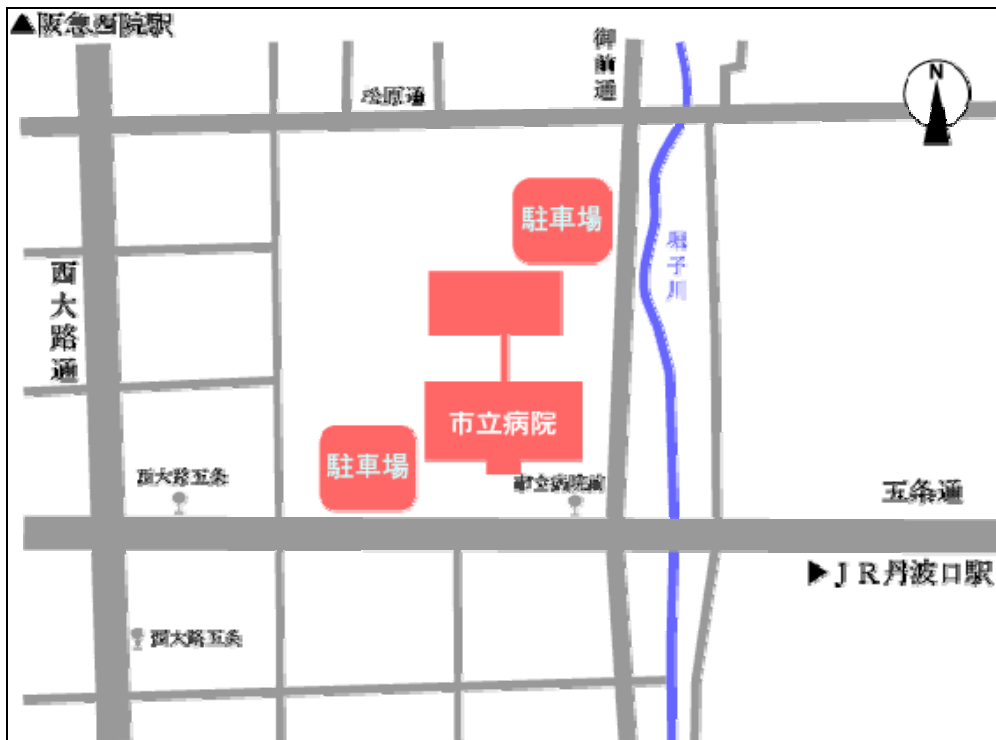 ▲阪急西院駅
御前通
松原通
N
駐車場
堀子川
西大路通
市立病院
駐車場
西大路五条
市立病院前
五条通
▶JR丹波口駅
西大路五条